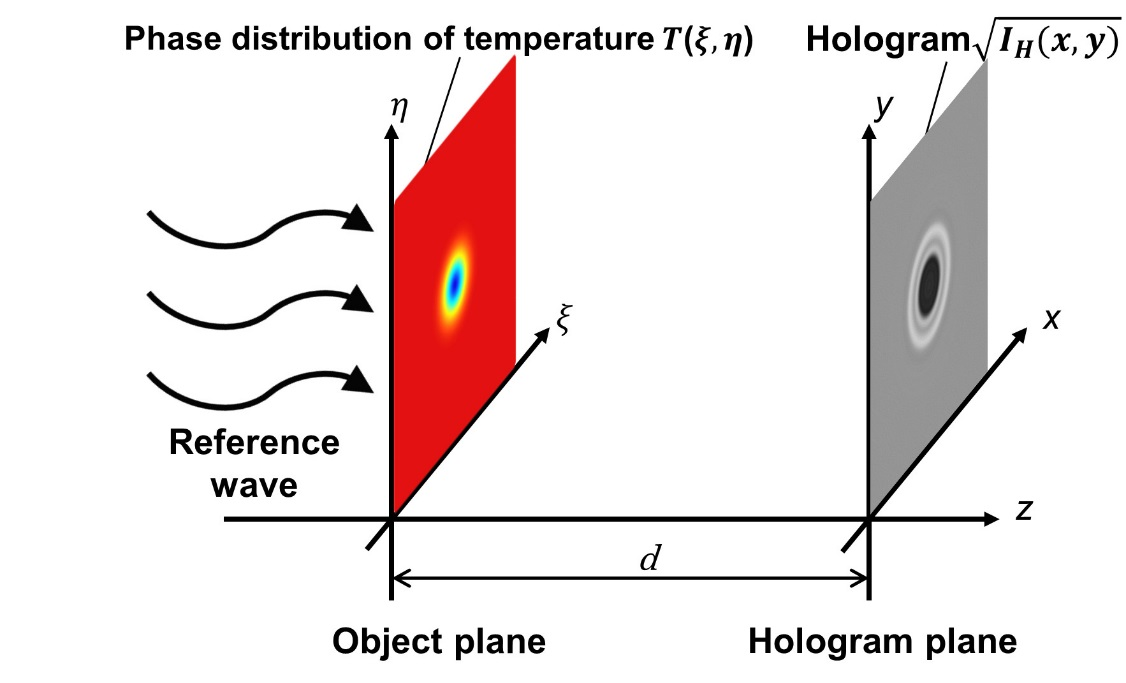 Phase distribution of temperature T(ξ, η)
Hologram √I_H(x, y)
η
y
ξ
x
Reference
wave
z
d
Object plane
Hologram plane